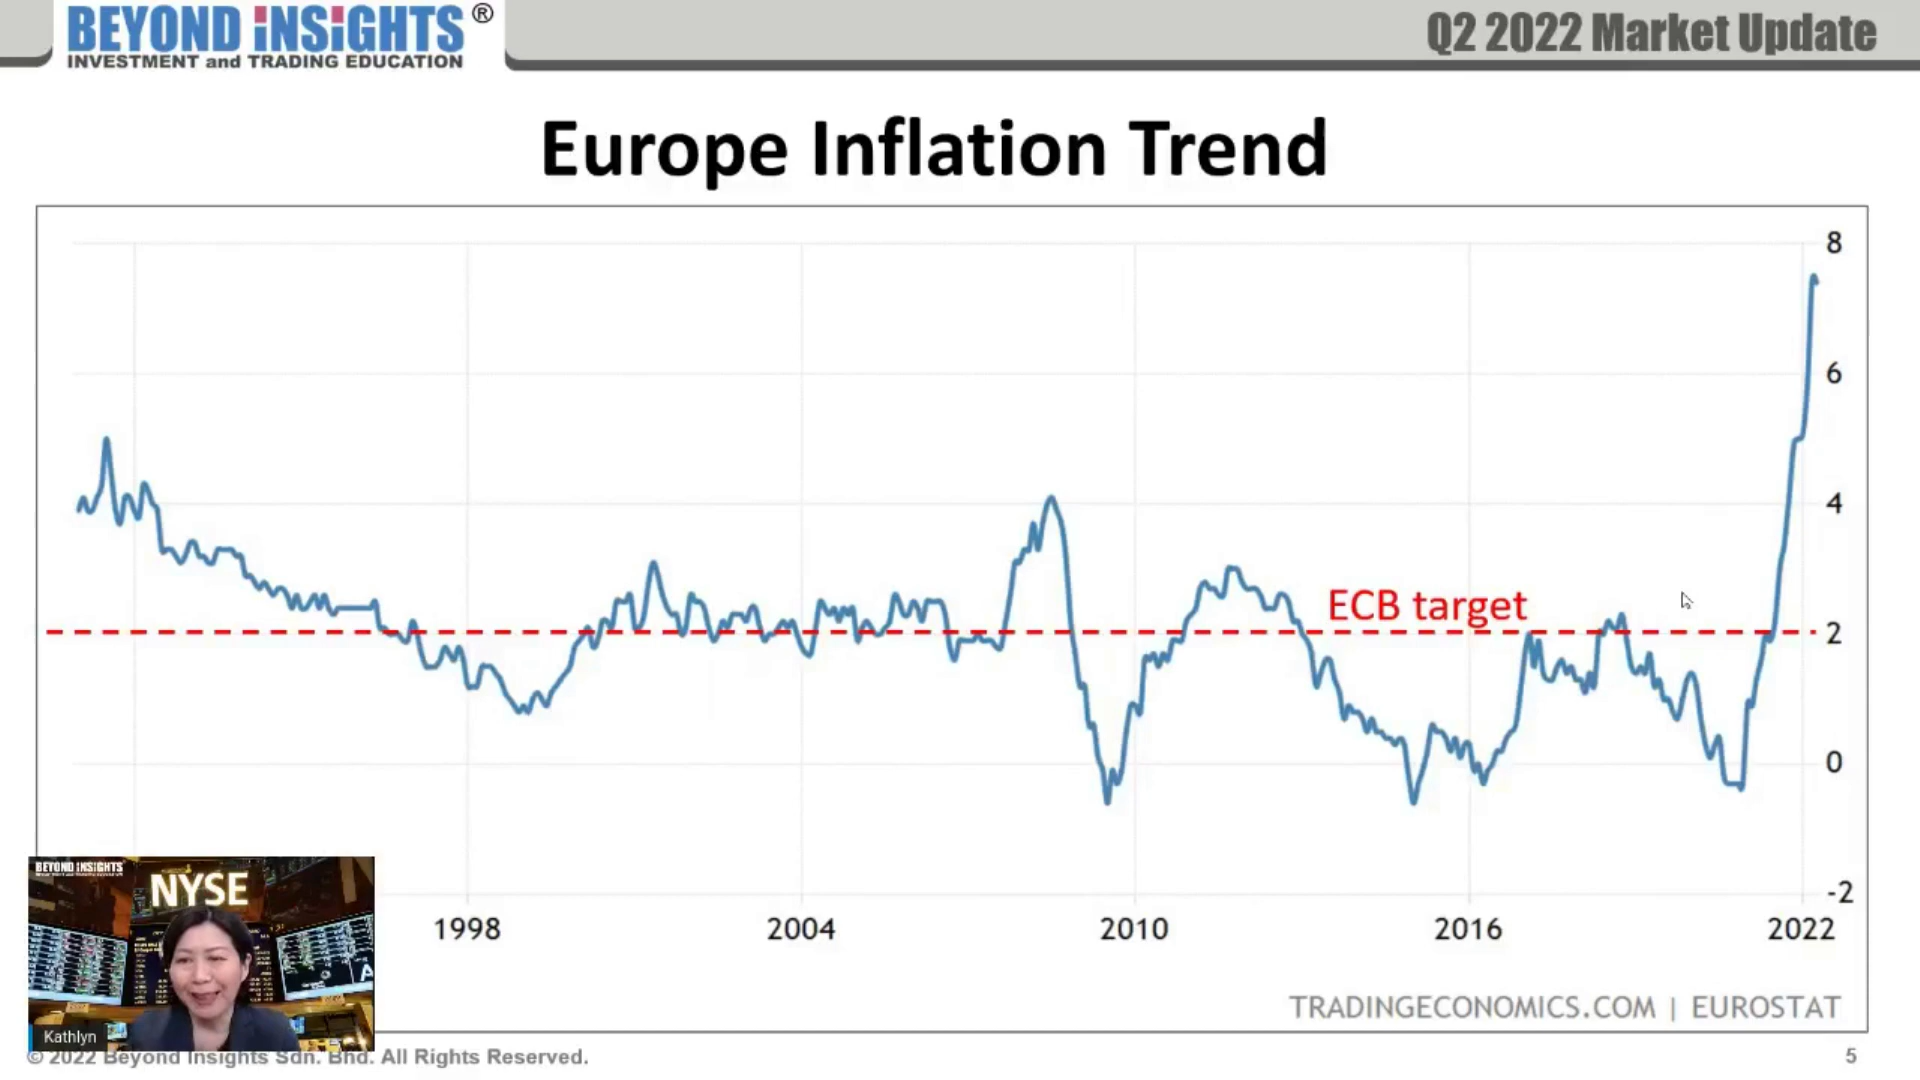 BEYOND INSIGHTS®
INVESTMENT and TRADING EDUCATION
Q2 2022 Market Update
Europe Inflation Trend
8
6
4
ECB target
2
0
-2
1998 2004 2010 2016 2022
TRADINGECONOMICS.COM | EUROSTAT
BEYOND INSIGHTS
NYSE
A
Kathlyn
© 2022 Beyond Insights Sdn. Bhd. All Rights Reserved.
5